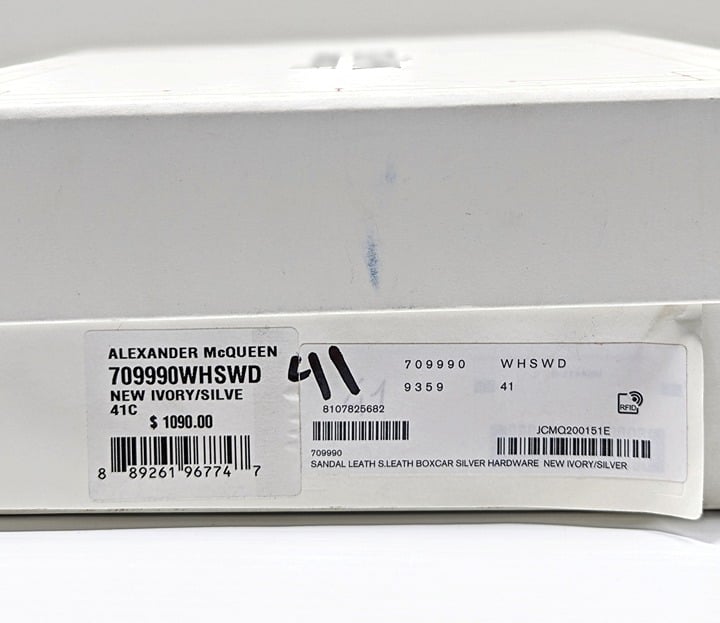 ALEXANDER McQUEEN
709990WHSWD
NEW IVORY/SILVE
41C
$ 1090.00
8 89261 96774 7
41
709990 WHSWD
9359 41
8107825682
RFID
JCMQ200151E
709990
SANDAL LEATH S.LEATH BOXCAR SILVER HARDWARE NEW IVORY/SILVER